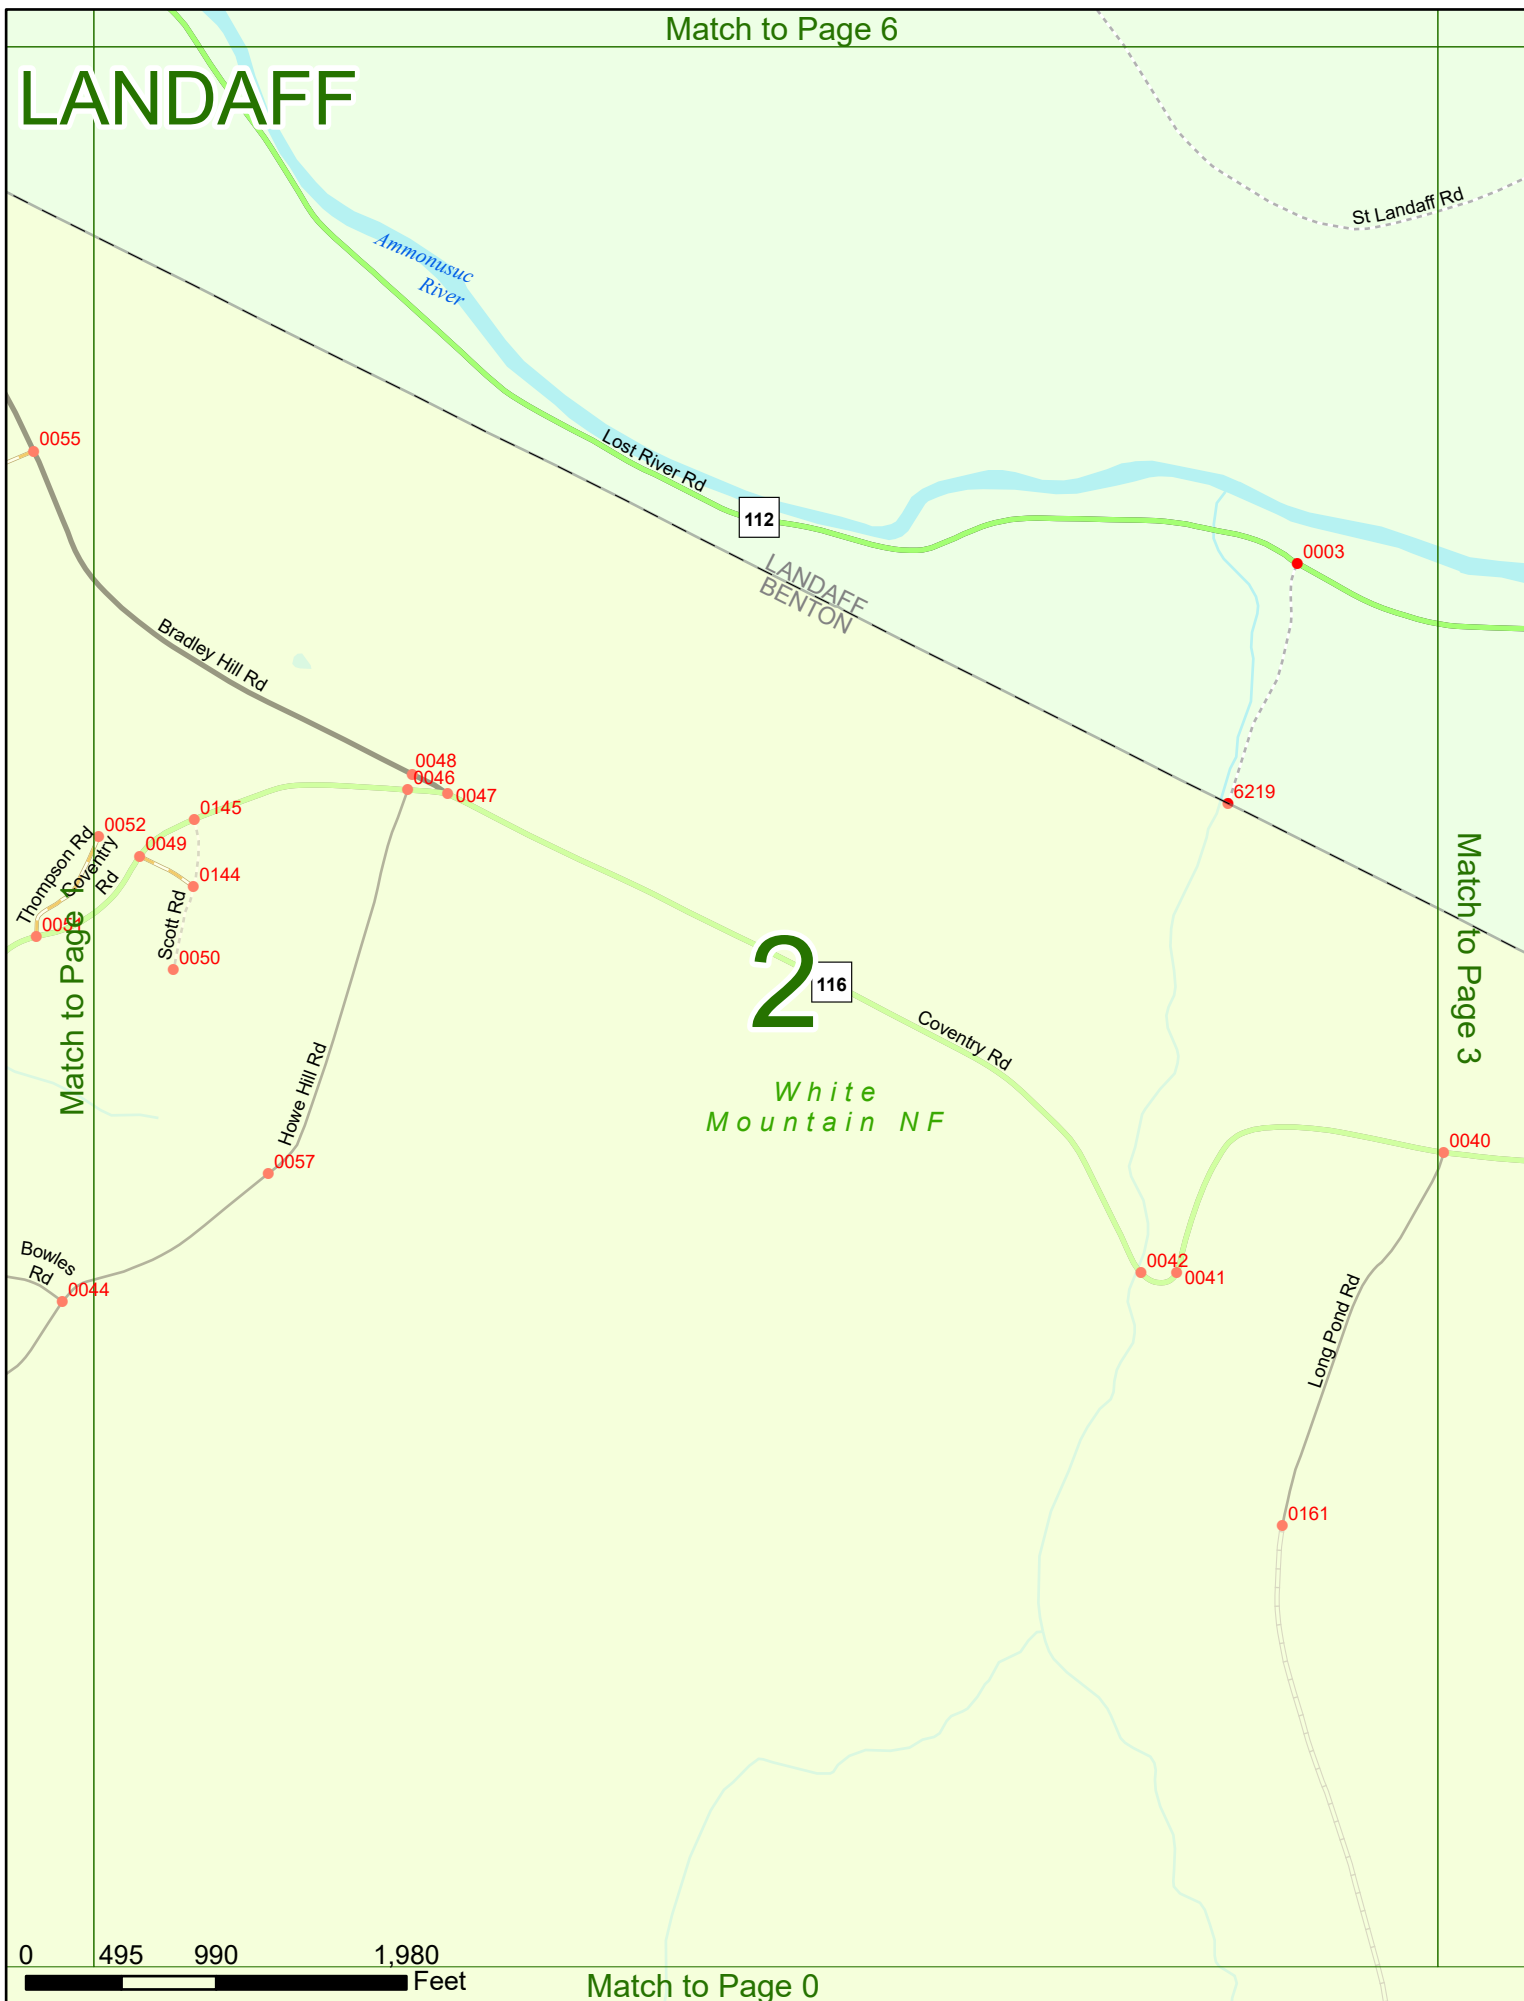 Match to Page 6
LANDAFF
St Landaff Rd
Ammonusuc
River
0055
Lost River Rd
112
0003
LANDAFF
BENTON
Bradley Hill Rd
0048
0046
0047
6219
0145
0052
0049
Thompson Rd
Coventry
Rd
0144
0051
Scott Rd
0050
Match to Page 1
Match to Page 3
2
116
Coventry Rd
White
Mountain NF
Howe Hill Rd
0057
0040
Bowles
Rd
0044
0042
0041
Long Pond Rd
0161
0 495 990 1,980
Feet
Match to Page 0